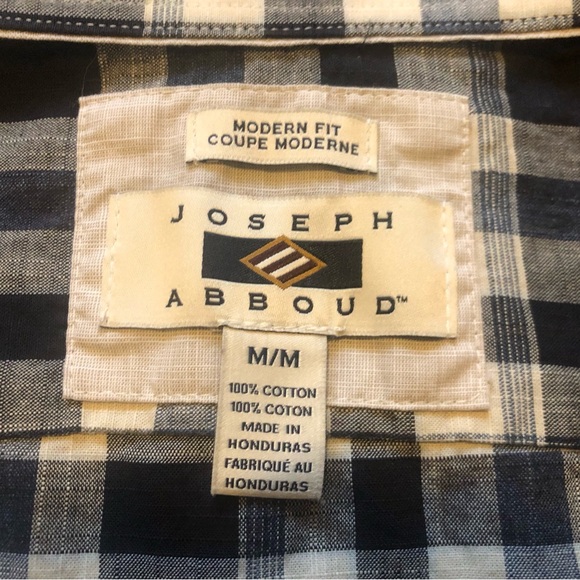 MODERN FIT
COUPE MODERNE
JOSEPH
ABBOUD™
M/M
100% COTTON
100% COTON
MADE IN
HONDURAS
FABRIQUÉ AU
HONDURAS